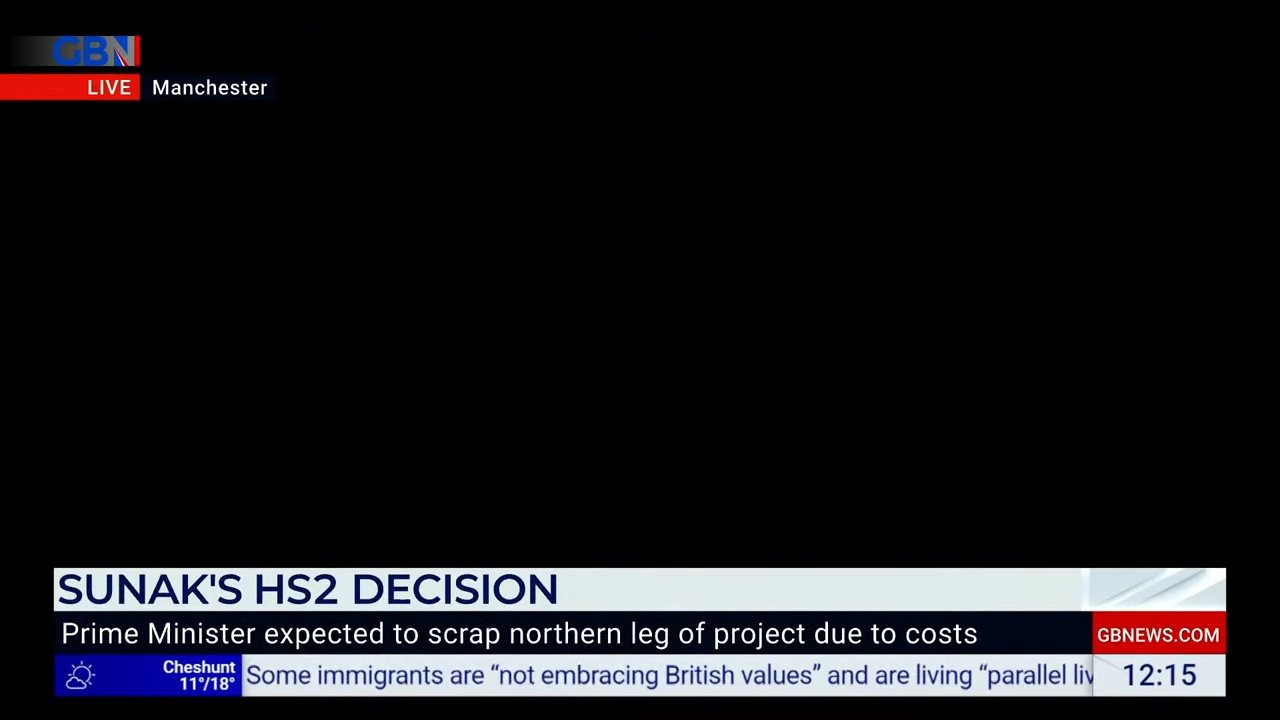 GBN
LIVE Manchester
SUNAK'S HS2 DECISION
Prime Minister expected to scrap northern leg of project due to costs
GBNEWS.COM
Cheshunt
11°/18°
Some immigrants are “not embracing British values” and are living “parallel liv
12:15